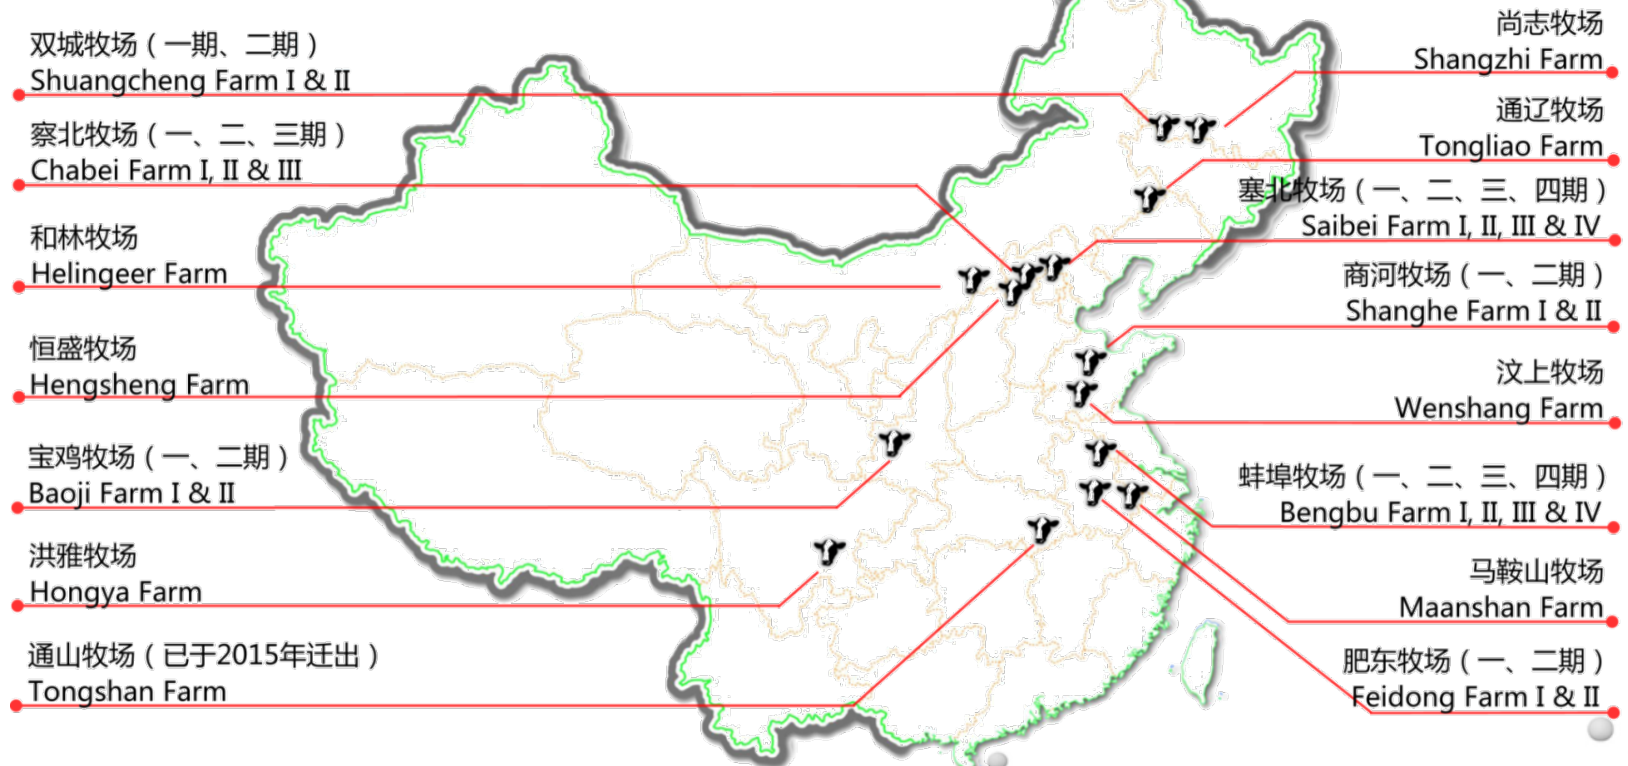 双城牧场（一期、二期）
Shuangcheng Farm I & II
察北牧场（一、二、三期）
Chabei Farm I, II & III
和林牧场
Helingeer Farm
恒盛牧场
Hengsheng Farm
宝鸡牧场（一、二期）
Baoji Farm I & II
洪雅牧场
Hongya Farm
通山牧场（已于2015年迁出）
Tongshan Farm
尚志牧场
Shangzhi Farm
通辽牧场
Tongliao Farm
塞北牧场（一、二、三、四期）
Saibei Farm I, II, III & IV
商河牧场（一、二期）
Shanghe Farm I & II
汶上牧场
Wenshang Farm
蚌埠牧场（一、二、三、四期）
Bengbu Farm I, II, III & IV
马鞍山牧场
Maanshan Farm
肥东牧场（一、二期）
Feidong Farm I & II